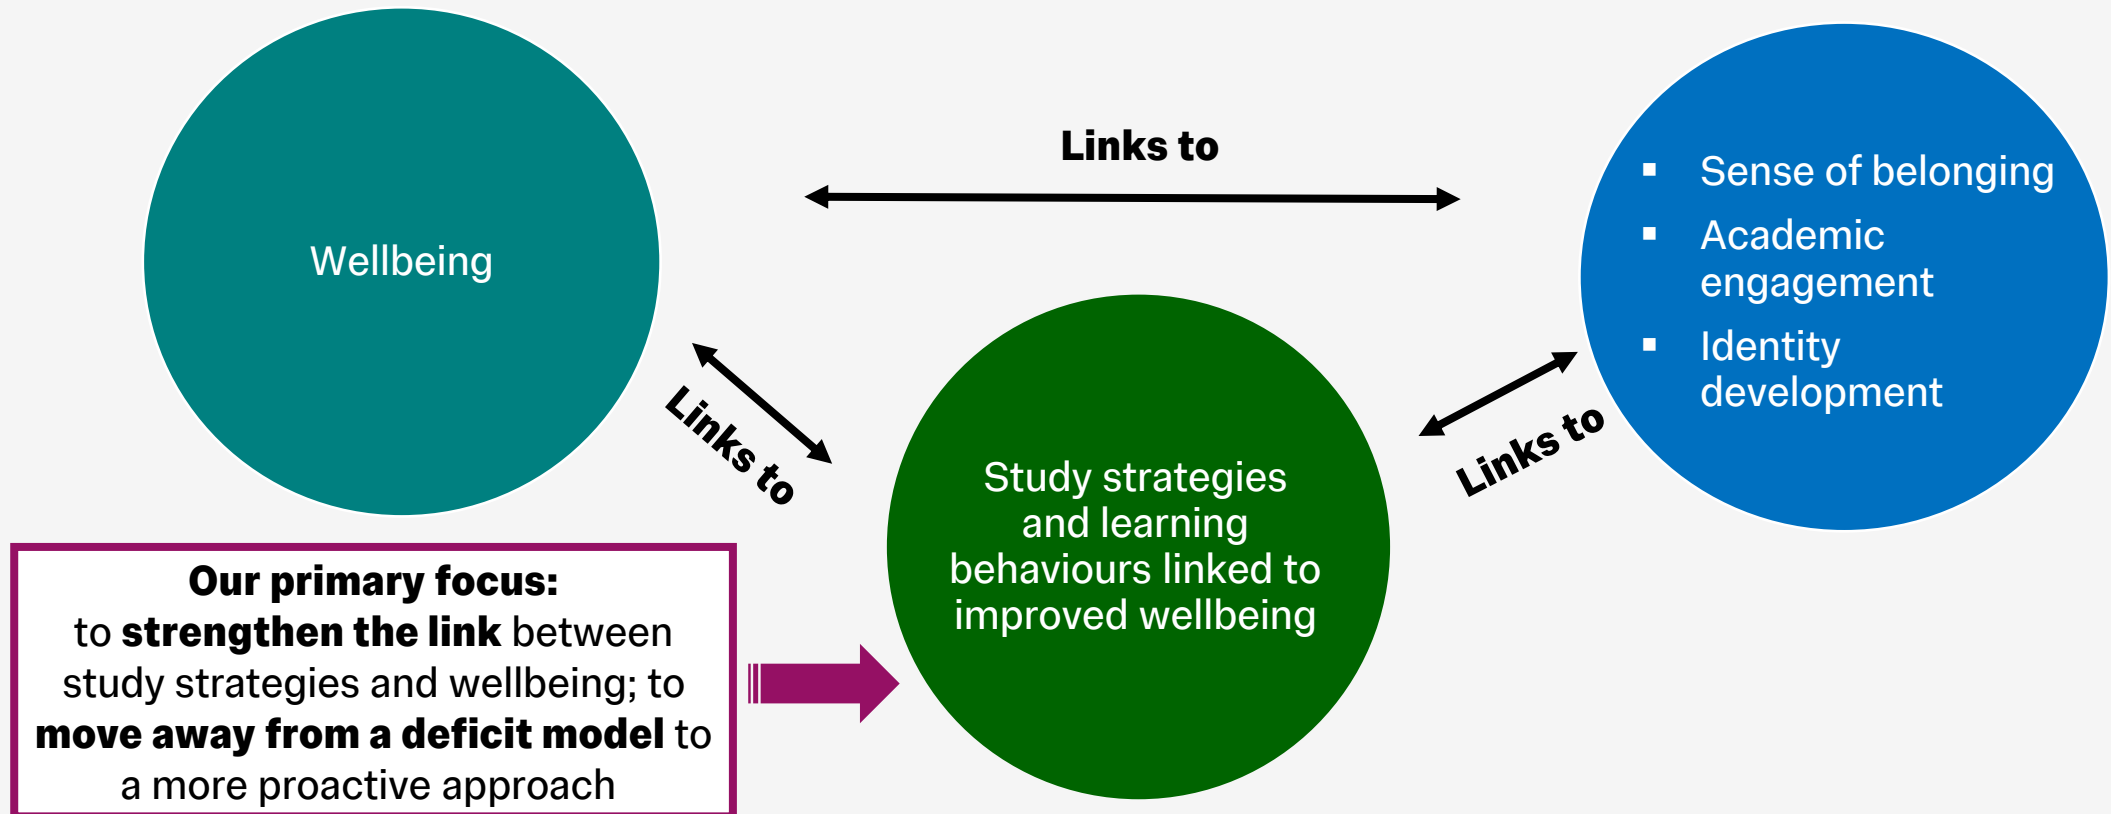 Wellbeing
Links to
▪ Sense of belonging
▪ Academic
engagement
▪ Identity
development
Links to
Links to
Study strategies
and learning
behaviours linked to
improved wellbeing
Our primary focus:
to strengthen the link between
study strategies and wellbeing; to
move away from a deficit model to
a more proactive approach